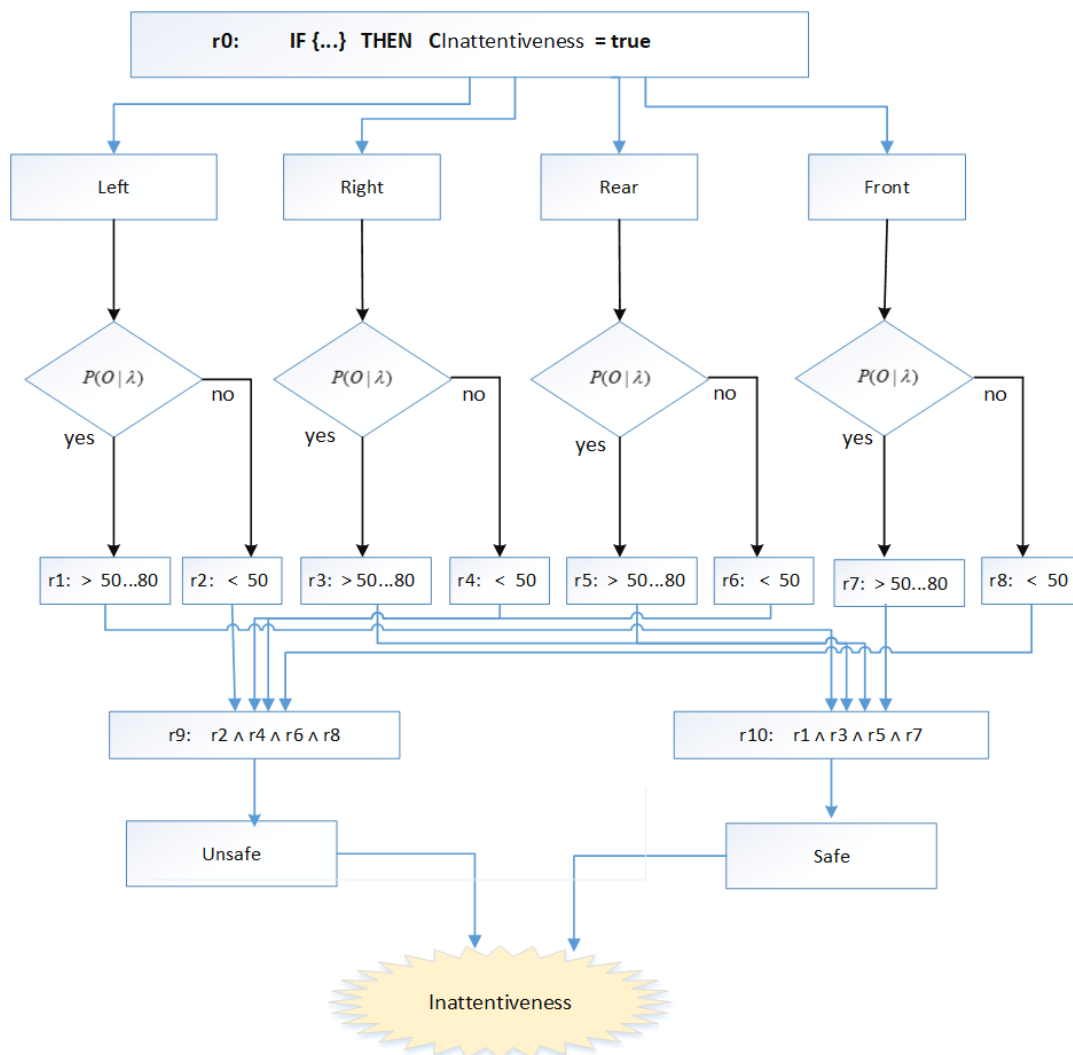 r0: IF {...} THEN CInattentiveness = true
Left
Right
Rear
Front
P(O | λ)
P(O | λ)
P(O | λ)
P(O | λ)
no
no
no
no
yes
yes
yes
yes
r1: > 50...80
r2: < 50
r3: > 50...80
r4: < 50
r5: > 50...80
r6: < 50
r7: > 50...80
r8: < 50
r9: r2 ∧ r4 ∧ r6 ∧ r8
r10: r1 ∧ r3 ∧ r5 ∧ r7
Unsafe
Safe
Inattentiveness